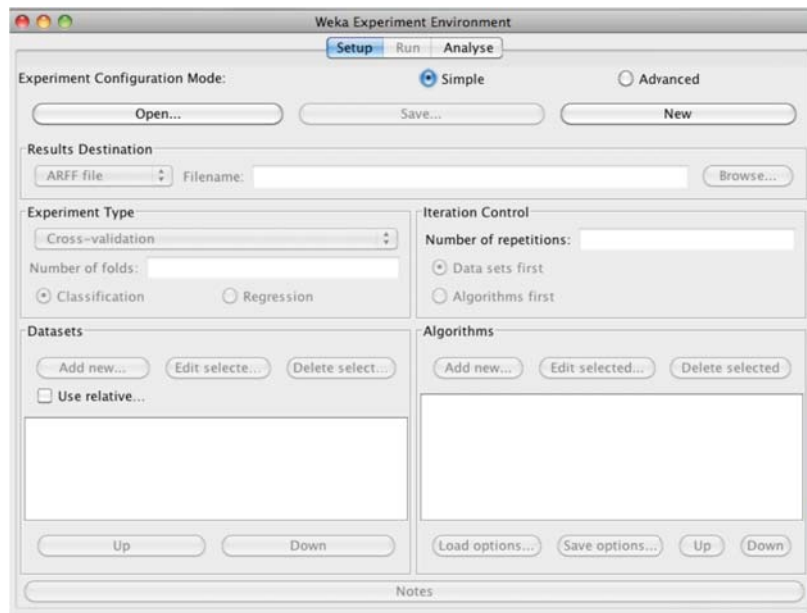 Weka Experiment Environment
Setup Run Analyse
Experiment Configuration Mode: Simple Advanced
Open... Save... New
Results Destination
ARFF file Filename: Browse...
Experiment Type Iteration Control
Cross-validation Number of repetitions:
Number of folds: Data sets first
Classification Regression Algorithms first
Datasets Algorithms
Add new... Edit selecte... Delete select... Add new... Edit selected... Delete selected
Use relative...
Up Down Load options... Save options... Up Down
Notes